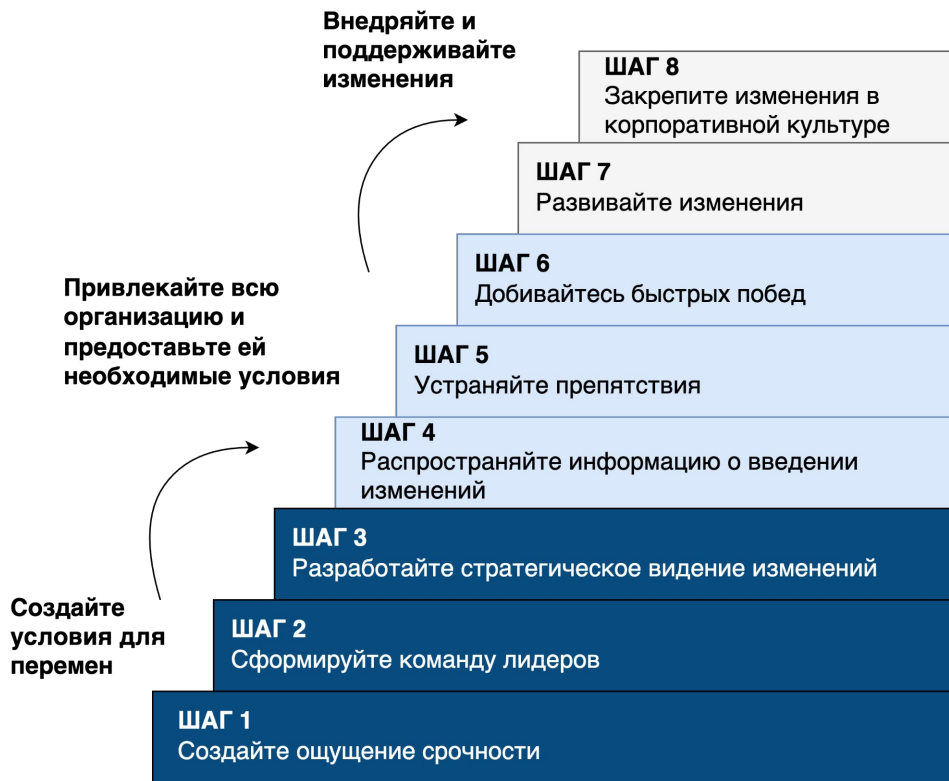 Внедряйте и
поддерживайте
изменения
ШАГ 8
Закрепите изменения в
корпоративной культуре
ШАГ 7
Развивайте изменения
ШАГ 6
Добивайтесь быстрых побед
Привлекайте всю
организацию и
предоставьте ей
необходимые условия
ШАГ 5
Устраняйте препятствия
ШАГ 4
Распространяйте информацию о введении
изменений
ШАГ 3
Разработайте стратегическое видение изменений
Создайте
условия для
перемен
ШАГ 2
Сформируйте команду лидеров
ШАГ 1
Создайте ощущение срочности